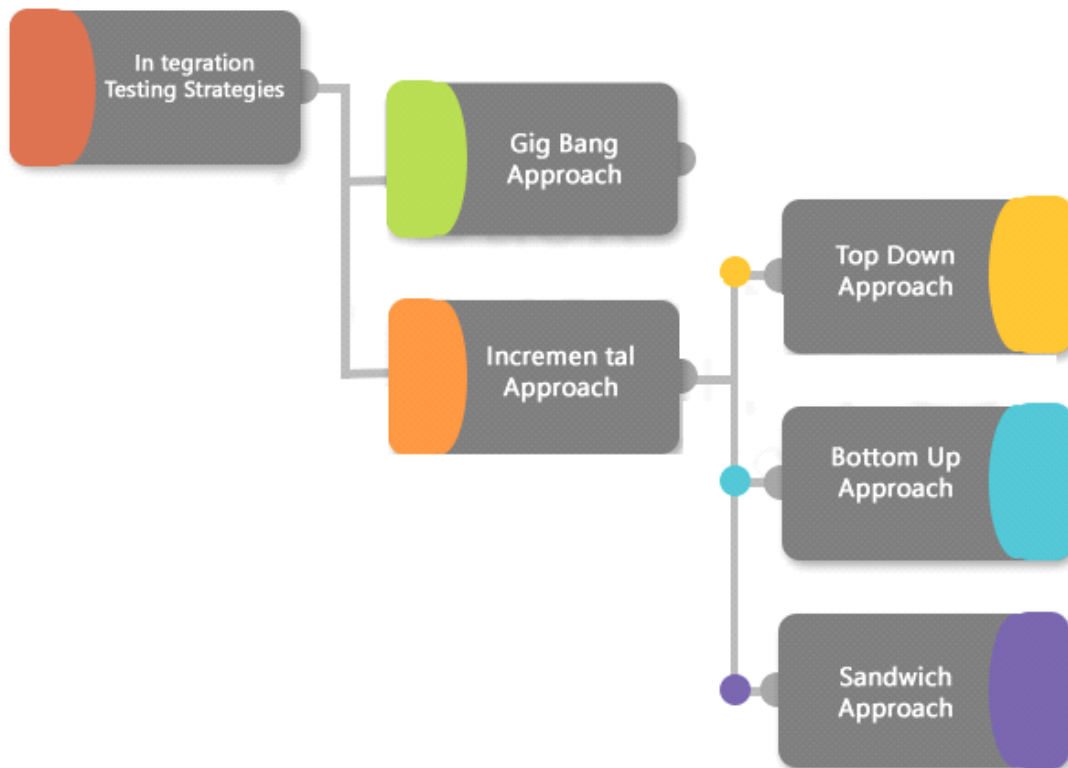 In tegration
Testing Strategies
Gig Bang
Approach
Incremen tal
Approach
Top Down
Approach
Bottom Up
Approach
Sandwich
Approach